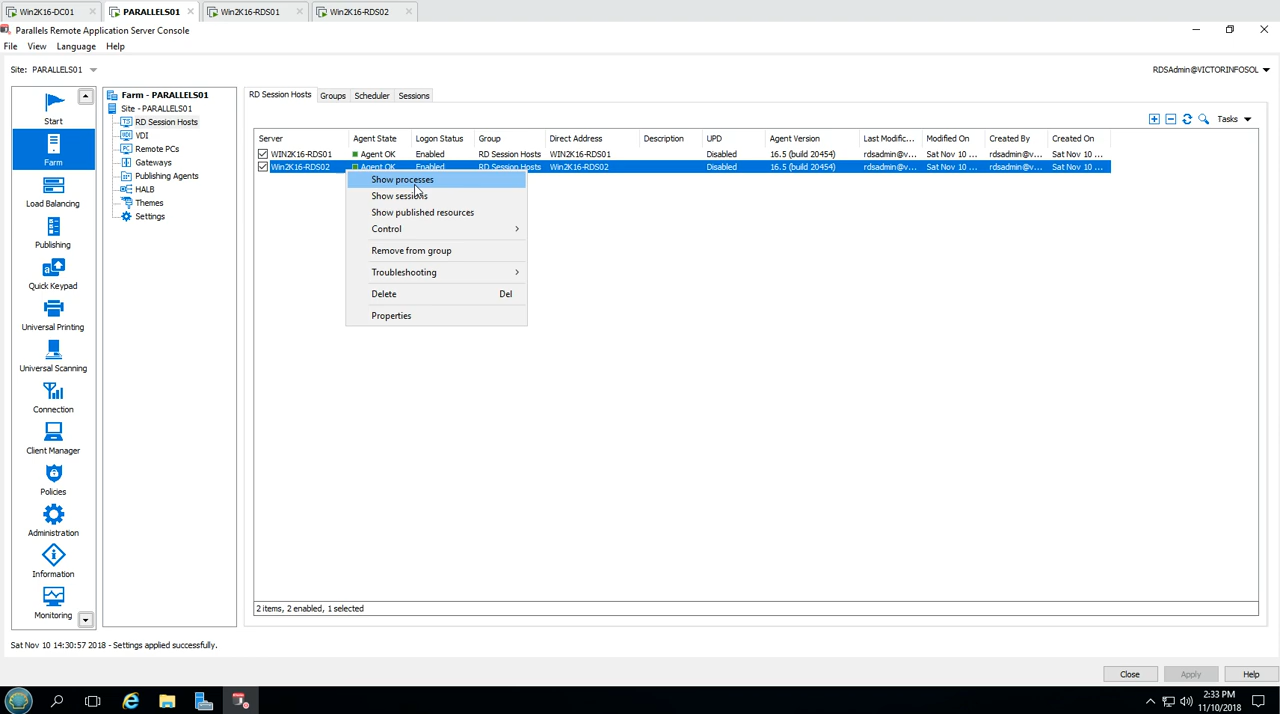 Win2K16-DC01
PARALLELS01
Win2K16-RDS01
Win2K16-RDS02
Parallels Remote Application Server Console
File View Language Help
Site: PARALLELS01
RDSAdmin@VICTORINFOSOL
Start
Farm
Load Balancing
Publishing
Quick Keypad
Universal Printing
Universal Scanning
Connection
Client Manager
Policies
Administration
Information
Monitoring
Farm - PARALLELS01
Site - PARALLELS01
RD Session Hosts
VDI
Remote PCs
Gateways
Publishing Agents
HALB
Themes
Settings
RD Session Hosts Groups Scheduler Sessions
Tasks
Server Agent State Logon Status Group Direct Address Description UPD Agent Version Last Modific... Modified On Created By Created On
WIN2K16-RDS01 Agent OK Enabled RD Session Hosts WIN2K16-RDS01 Disabled 16.5 (build 20454) rdsadmin@v... Sat Nov 10 ... rdsadmin@v... Sat Nov 10 ...
Win2K16-RDS02 Agent OK Enabled RD Session Hosts Win2K16-RDS02 Disabled 16.5 (build 20454) rdsadmin@v... Sat Nov 10 ... rdsadmin@v... Sat Nov 10 ...
Show processes
Show sessions
Show published resources
Control
Remove from group
Troubleshooting
Delete Del
Properties
2 items, 2 enabled, 1 selected
Sat Nov 10 14:30:57 2018 - Settings applied successfully.
Close Apply Help
2:33 PM
11/10/2018